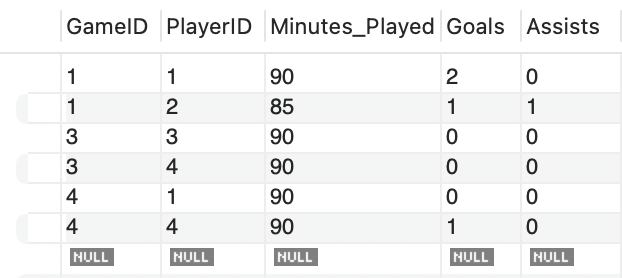 GameID PlayerID Minutes_Played Goals Assists
1 1 90 2 0
1 2 85 1 1
3 3 90 0 0
3 4 90 0 0
4 1 90 0 0
4 4 90 1 0
NULL NULL NULL NULL NULL